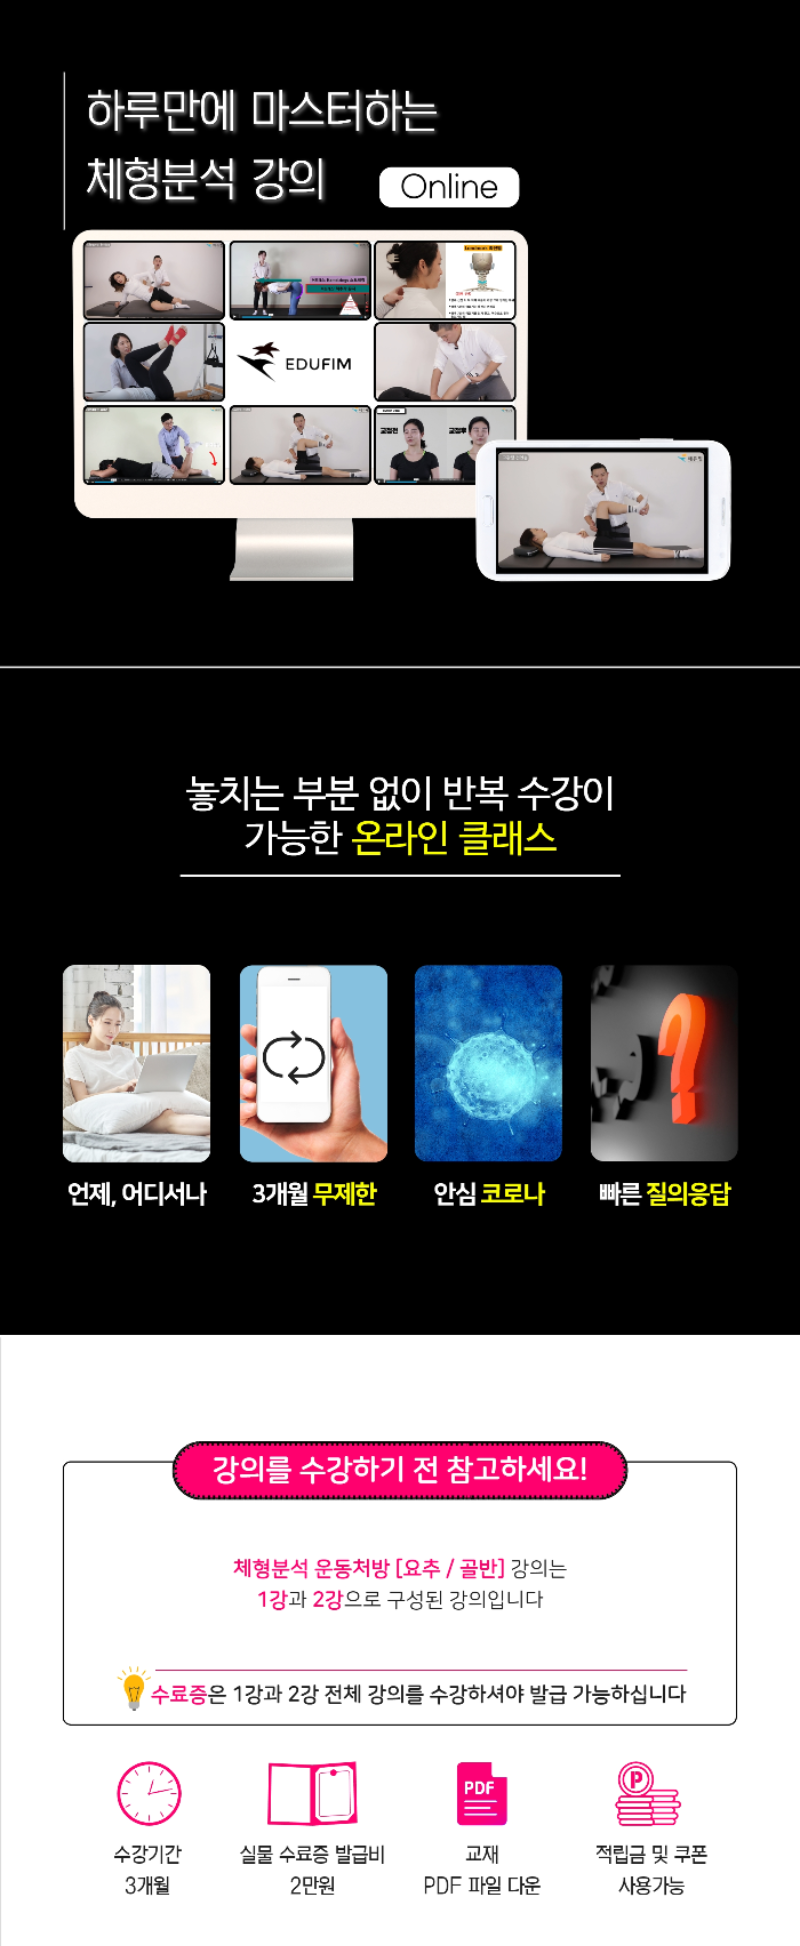 하루만에 마스터하는
체형분석 강의
Online
EDUFIM
교정전
교정후
놓치는 부분 없이 반복 수강이
가능한 온라인 클래스
언제, 어디서나
3개월 무제한
안심 코로나
빠른 질의응답
강의를 수강하기 전 참고하세요!
체형분석 운동처방 [요추 / 골반] 강의는
1강과 2강으로 구성된 강의입니다
수료증은 1강과 2강 전체 강의를 수강하셔야 발급 가능하십니다
PDF
P
수강기간
3개월
실물 수료증 발급비
2만원
교재
PDF 파일 다운
적립금 및 쿠폰
사용가능